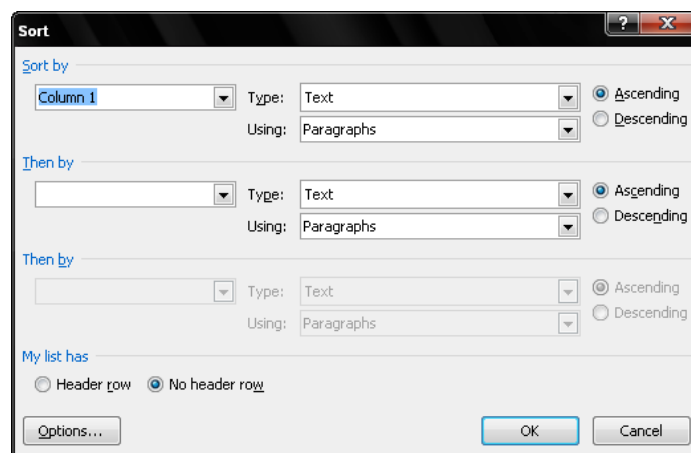 Sort ?
Sort by
Column 1 Type: Text Ascending
Using: Paragraphs Descending
Then by
Type: Text Ascending
Using: Paragraphs Descending
Then by
Type: Text Ascending
Using: Paragraphs Descending
My list has
Header row No header row
Options... OK Cancel